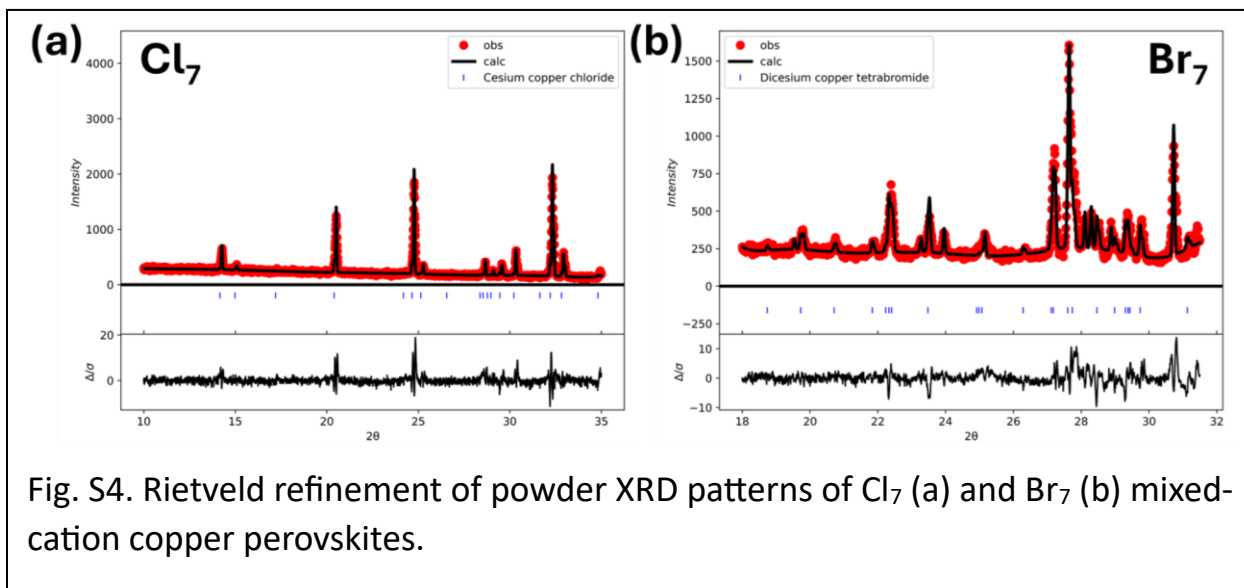 (a)
Cl₇
obs
calc
Cesium copper chloride
4000
3000
2000
1000
0
Intensity
20
0
Δ/σ
10 15 20 25 30 35
2θ
(b)
Br₇
obs
calc
Dicesium copper tetrabromide
1500
1250
1000
750
500
250
0
−250
Intensity
10
0
−10
Δ/σ
18 20 22 24 26 28 30 32
2θ
Fig. S4. Rietveld refinement of powder XRD patterns of Cl₇ (a) and Br₇ (b) mixed-
cation copper perovskites.